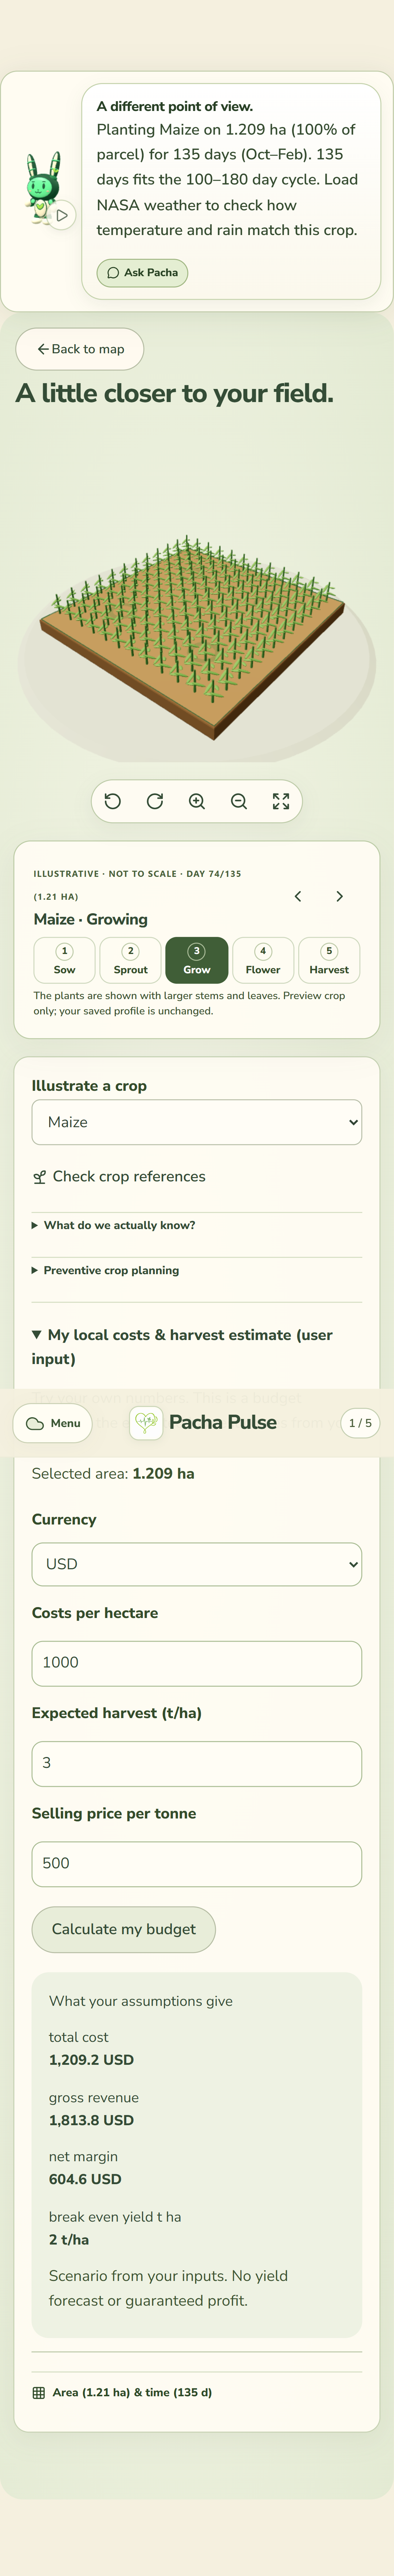 A different point of view.
Planting Maize on 1.209 ha (100% of
parcel) for 135 days (Oct–Feb). 135
days fits the 100–180 day cycle. Load
NASA weather to check how
temperature and rain match this crop.
Ask Pacha
Back to map
A little closer to your field.
ILLUSTRATIVE · NOT TO SCALE · DAY 74/135
(1.21 HA)
Maize · Growing
1
Sow
2
Sprout
3
Grow
4
Flower
5
Harvest
The plants are shown with larger stems and leaves. Preview crop
only; your saved profile is unchanged.
Illustrate a crop
Maize
Check crop references
What do we actually know?
Preventive crop planning
My local costs & harvest estimate (user
input)
Try your own numbers. This is a budget
Menu
Pacha Pulse
1 / 5
Selected area: 1.209 ha
Currency
USD
Costs per hectare
1000
Expected harvest (t/ha)
3
Selling price per tonne
500
Calculate my budget
What your assumptions give
total cost
1,209.2 USD
gross revenue
1,813.8 USD
net margin
604.6 USD
break even yield t ha
2 t/ha
Scenario from your inputs. No yield
forecast or guaranteed profit.
Area (1.21 ha) & time (135 d)